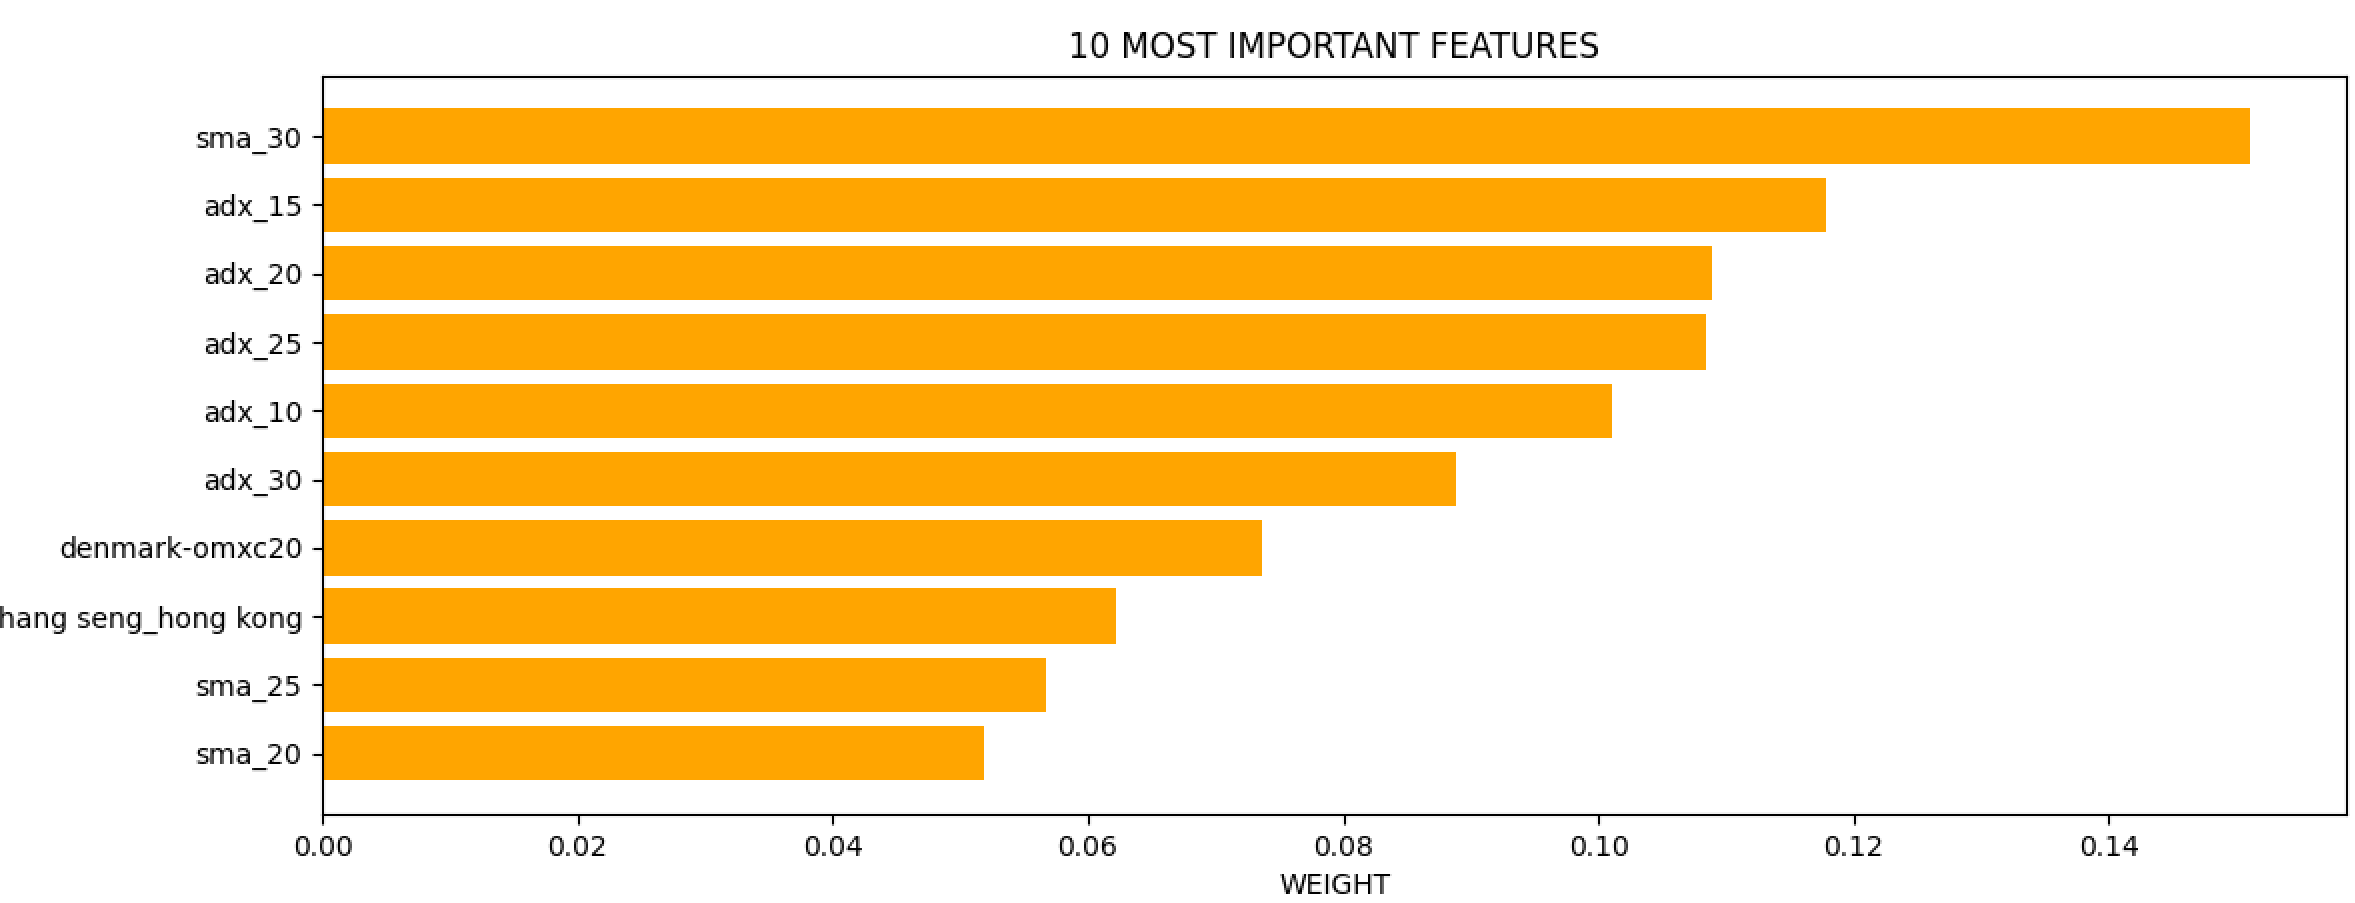 10 MOST IMPORTANT FEATURES
sma_30
adx_15
adx_20
adx_25
adx_10
adx_30
denmark-omxc20
hang seng_hong kong
sma_25
sma_20
0.00 0.02 0.04 0.06 0.08 0.10 0.12 0.14
WEIGHT